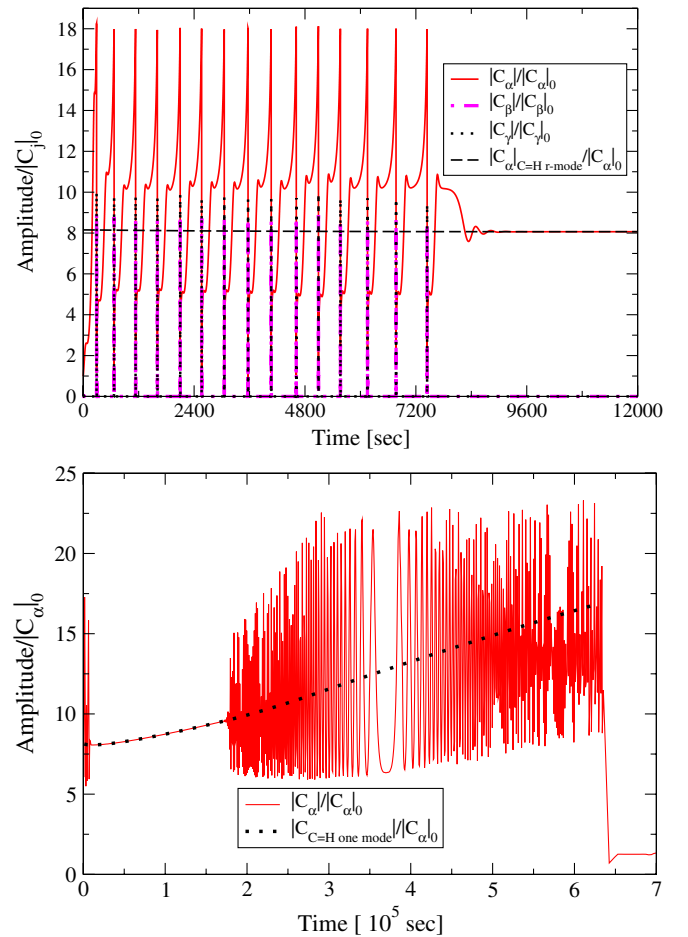 18
16
14
12
10
8
6
4
2
0
Amplitude/|C_j|_0
|C_α|/|C_α|_0
|C_β|/|C_β|_0
|C_γ|/|C_γ|_0
|C_α|_{C=H r-mode}/|C_α|_0
0 2400 4800 7200 9600 12000
Time [sec]
25
20
15
10
5
0
Amplitude/|C_α|_0
|C_α|/|C_α|_0
|C_{C=H one mode}|/|C_α|_0
0 1 2 3 4 5 6 7
Time [ 10^5 sec]